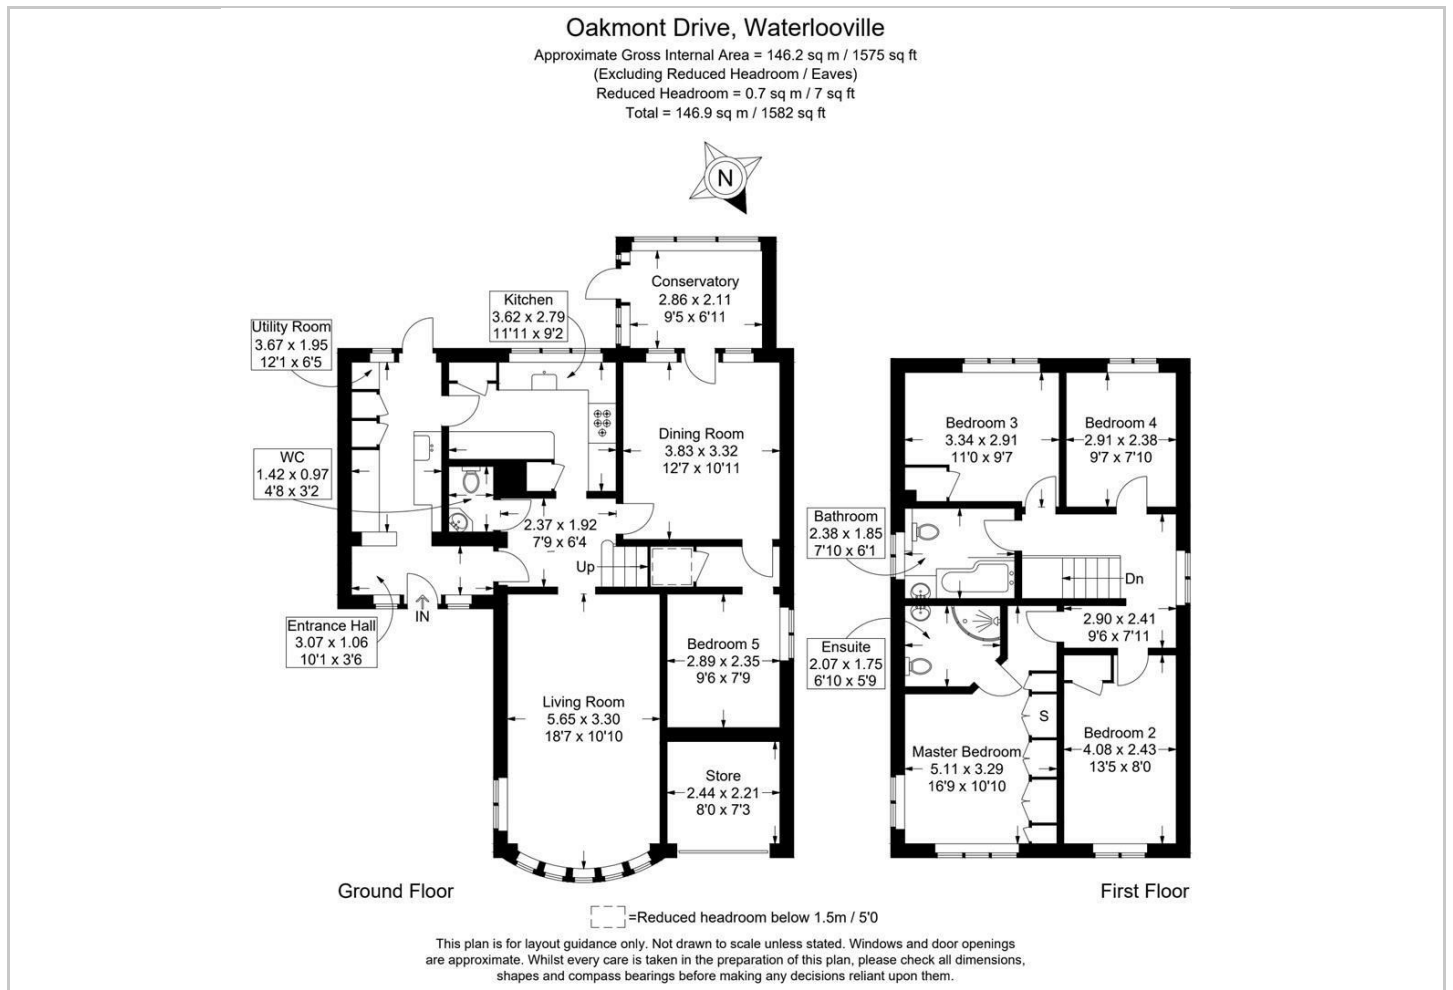 Oakmont Drive, Waterlooville
Approximate Gross Internal Area = 146.2 sq m / 1575 sq ft
(Excluding Reduced Headroom / Eaves)
Reduced Headroom = 0.7 sq m / 7 sq ft
Total = 146.9 sq m / 1582 sq ft
N
Conservatory
2.86 x 2.11
9'5 x 6'11
Kitchen
3.62 x 2.79
11'11 x 9'2
Utility Room
3.67 x 1.95
12'1 x 6'5
Dining Room
3.83 x 3.32
12'7 x 10'11
WC
1.42 x 0.97
4'8 x 3'2
2.37 x 1.92
7'9 x 6'4
Up
IN
Entrance Hall
3.07 x 1.06
10'1 x 3'6
Bedroom 5
2.89 x 2.35
9'6 x 7'9
Living Room
5.65 x 3.30
18'7 x 10'10
Store
2.44 x 2.21
8'0 x 7'3
Ground Floor
Bedroom 3
3.34 x 2.91
11'0 x 9'7
Bedroom 4
2.91 x 2.38
9'7 x 7'10
Bathroom
2.38 x 1.85
7'10 x 6'1
Dn
2.90 x 2.41
9'6 x 7'11
Ensuite
2.07 x 1.75
6'10 x 5'9
S
Master Bedroom
5.11 x 3.29
16'9 x 10'10
Bedroom 2
4.08 x 2.43
13'5 x 8'0
First Floor
=Reduced headroom below 1.5m / 5'0
This plan is for layout guidance only. Not drawn to scale unless stated. Windows and door openings
are approximate. Whilst every care is taken in the preparation of this plan, please check all dimensions,
shapes and compass bearings before making any decisions reliant upon them.